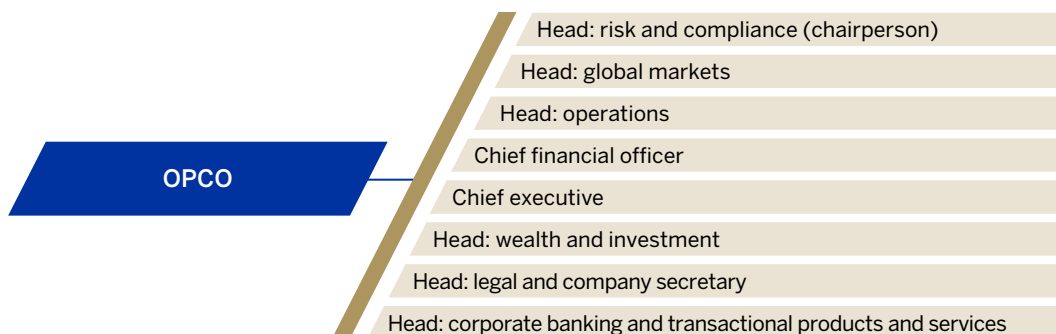 Head: risk and compliance (chairperson)
Head: global markets
Head: operations
Chief financial officer
OPCO
Chief executive
Head: wealth and investment
Head: legal and company secretary
Head: corporate banking and transactional products and services